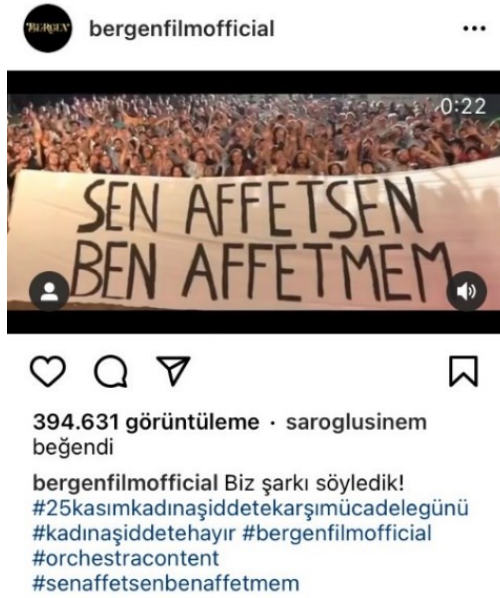 BERGEN
bergenfilmofficial
0:22
SEN AFFETSEN
BEN AFFETMEM
394.631 görüntüleme · saroglusinem
beğendi
bergenfilmofficial Biz şarkı söyledik!
#25kasımkadınaşiddetekarşımücadelegünü
#kadınaşiddetehayır #bergenfilmofficial
#orchestracontent
#senaffetsenbenaffetmem